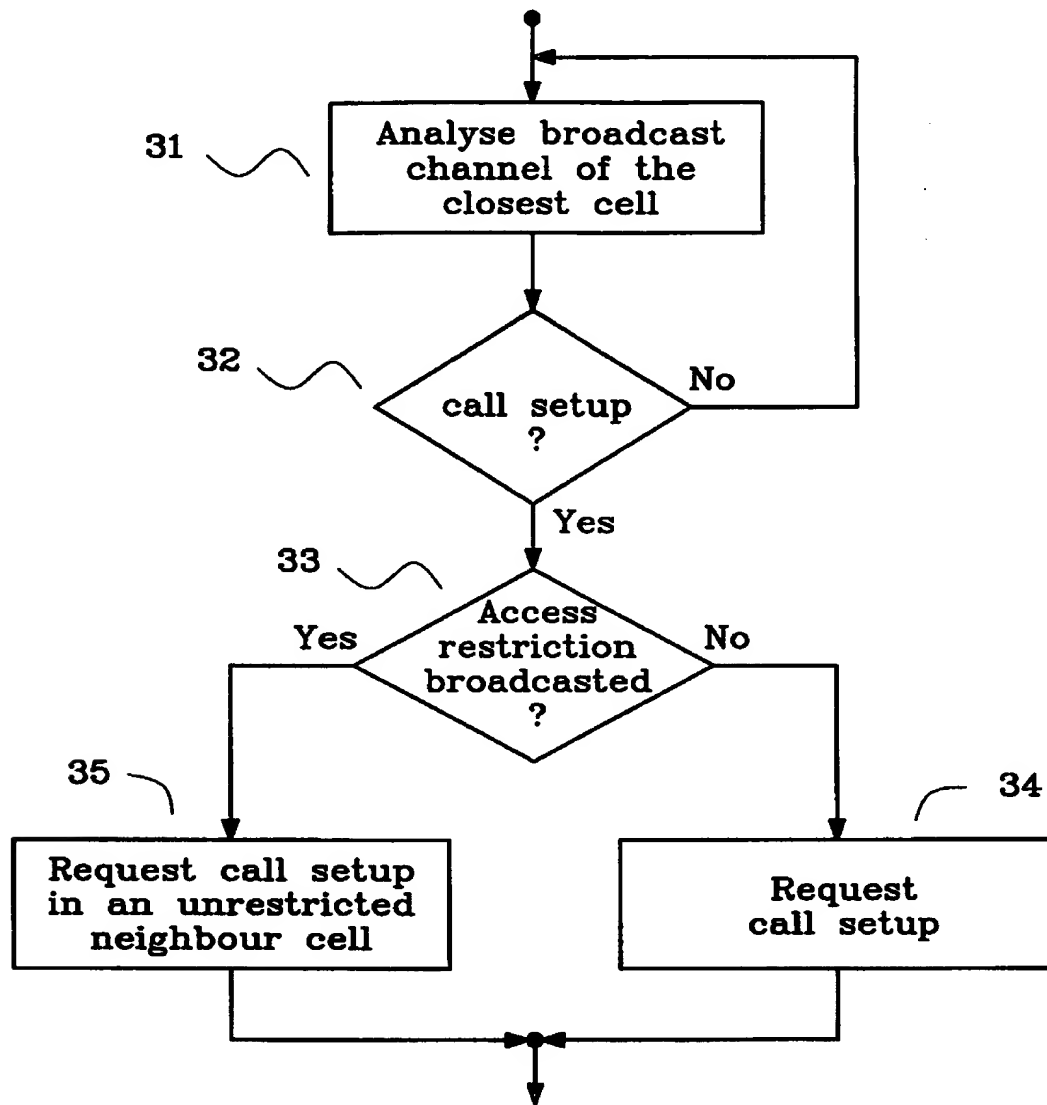 31
Analyse broadcast
channel of the
closest cell
32
call setup
?
No
Yes
33
Access
restriction
broadcasted
?
Yes
No
35
34
Request call setup
in an unrestricted
neighbour cell
Request
call setup